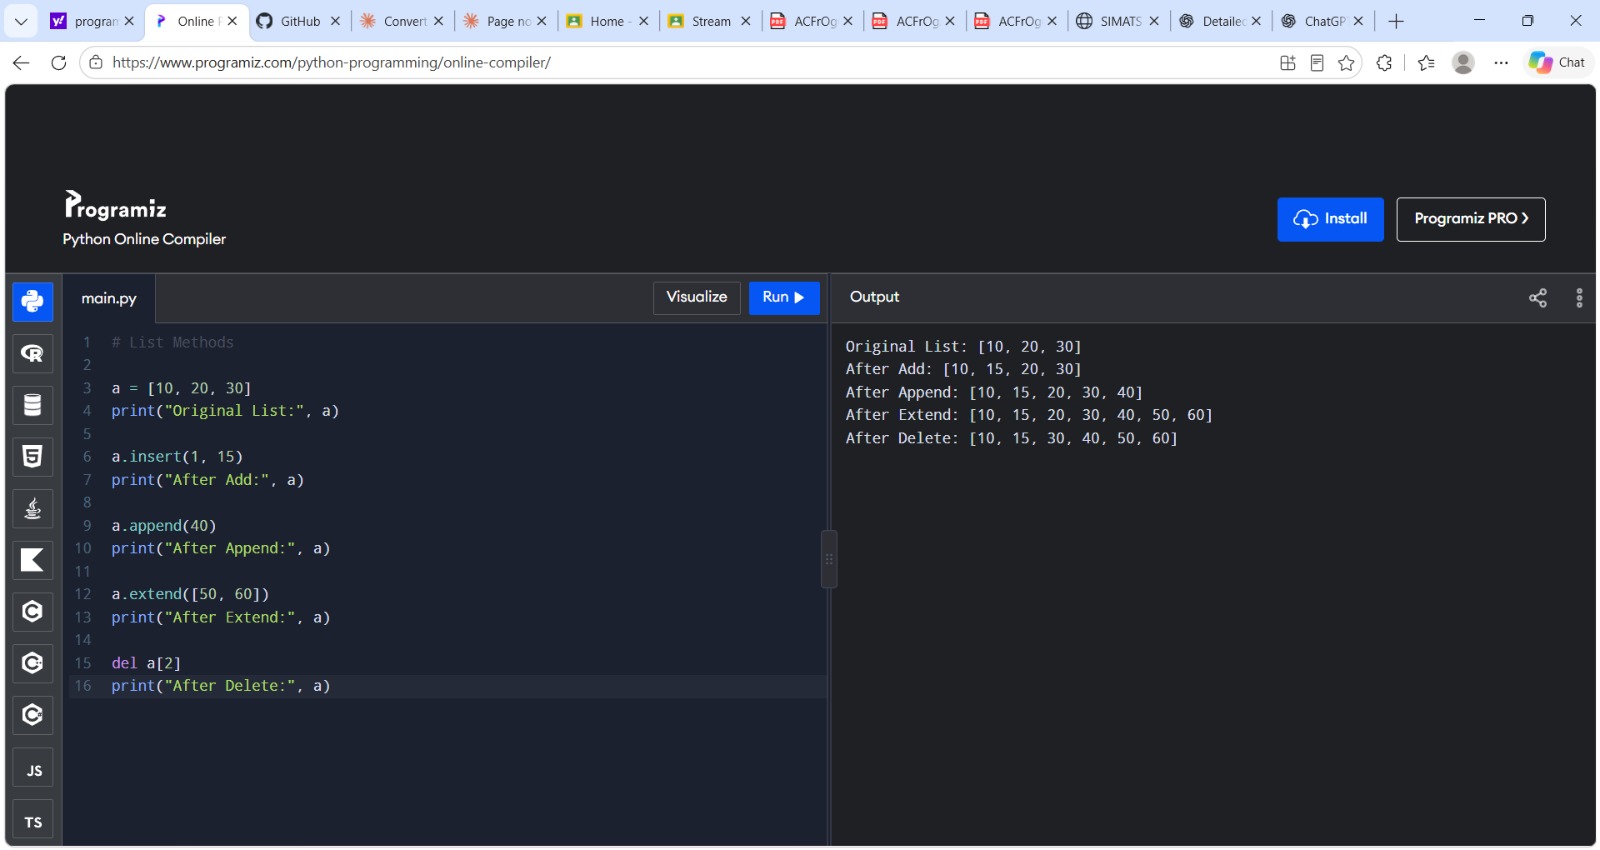 program
Online P
GitHub
Convert
Page no
Home -
Stream
ACFrOg
ACFrOg
ACFrOg
SIMATS
Detailed
ChatGP
https://www.programiz.com/python-programming/online-compiler/
Chat
Programiz
Python Online Compiler
Install
Programiz PRO
main.py
Visualize
Run
Output
1 # List Methods
2
3 a = [10, 20, 30]
4 print("Original List:", a)
5
6 a.insert(1, 15)
7 print("After Add:", a)
8
9 a.append(40)
10 print("After Append:", a)
11
12 a.extend([50, 60])
13 print("After Extend:", a)
14
15 del a[2]
16 print("After Delete:", a)
Original List: [10, 20, 30]
After Add: [10, 15, 20, 30]
After Append: [10, 15, 20, 30, 40]
After Extend: [10, 15, 20, 30, 40, 50, 60]
After Delete: [10, 15, 30, 40, 50, 60]
JS
TS